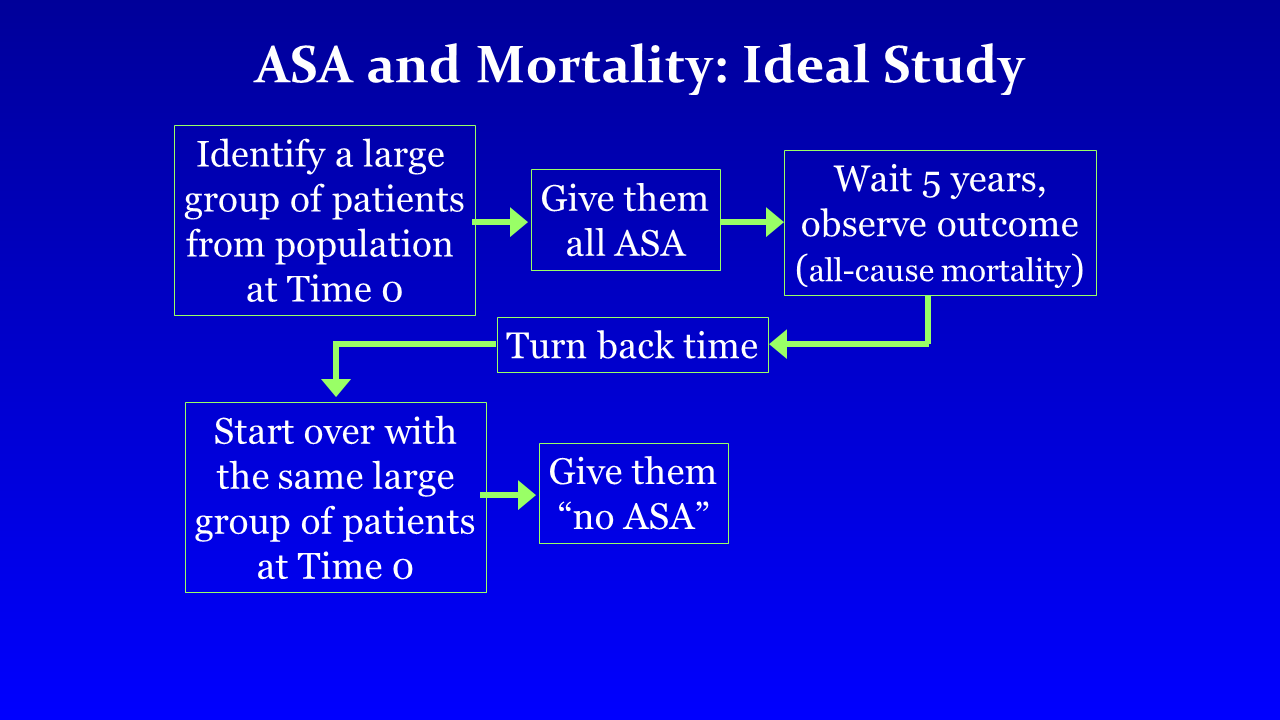 ASA and Mortality: Ideal Study
Identify a large
group of patients
from population
at Time 0
Give them
all ASA
Wait 5 years,
observe outcome
(all-cause mortality)
Turn back time
Start over with
the same large
group of patients
at Time 0
Give them
“no ASA”